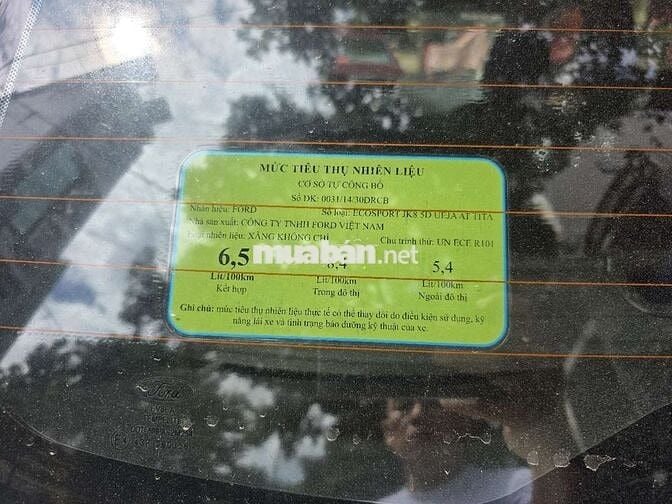 MỨC TIÊU THỤ NHIÊN LIỆU
CƠ SỞ TỰ CÔNG BỐ
Số ĐK: 0031/14/30DRCB
Nhãn hiệu: FORD Số loại: ECOSPORT JK8 5D UEJA AT TITA
Nhà sản xuất: CÔNG TY TNHH FORD VIỆT NAM
Loại nhiên liệu: XĂNG KHÔNG CHÌ Chu trình thử: UN ECE R101
6,5 8,4 5,4
Lít/100km Lít/100km Lít/100km
Kết hợp Trong đô thị Ngoài đô thị
Ghi chú: mức tiêu thụ nhiên liệu thực tế có thể thay đổi do điều kiện sử dụng, kỹ
năng lái xe và tình trạng bảo dưỡng kỹ thuật của xe.
muabán.net
Ford